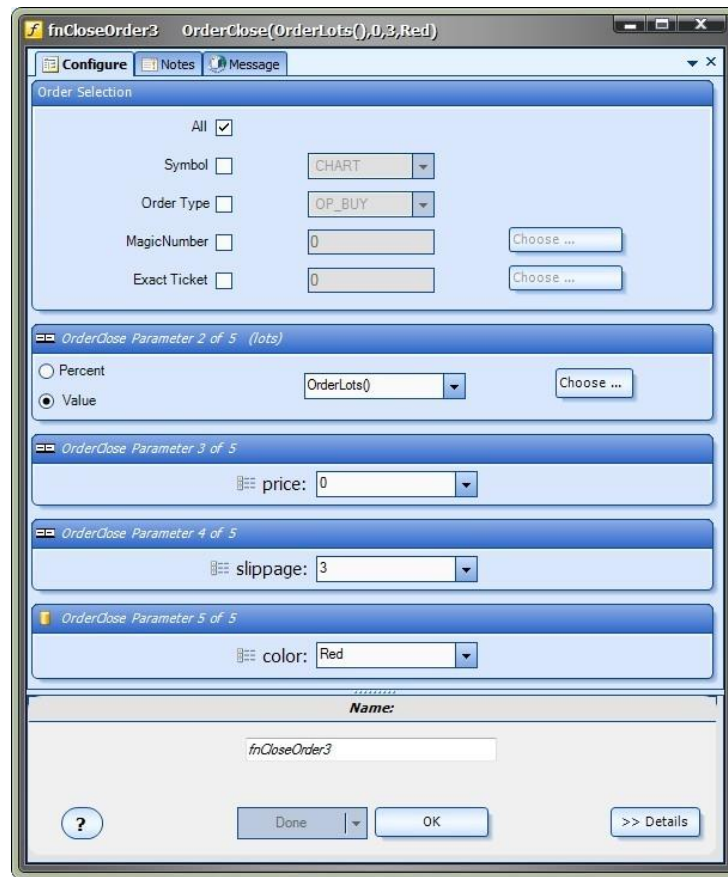 fnCloseOrder3 OrderClose(OrderLots(),0,3,Red)
Configure Notes Message
Order Selection
All
Symbol CHART
Order Type OP_BUY
MagicNumber 0 Choose ...
Exact Ticket 0 Choose ...
OrderClose Parameter 2 of 5 (lots)
Percent
OrderLots() Choose ...
Value
OrderClose Parameter 3 of 5
price: 0
OrderClose Parameter 4 of 5
slippage: 3
OrderClose Parameter 5 of 5
color: Red
Name:
fnCloseOrder3
? Done OK >> Details